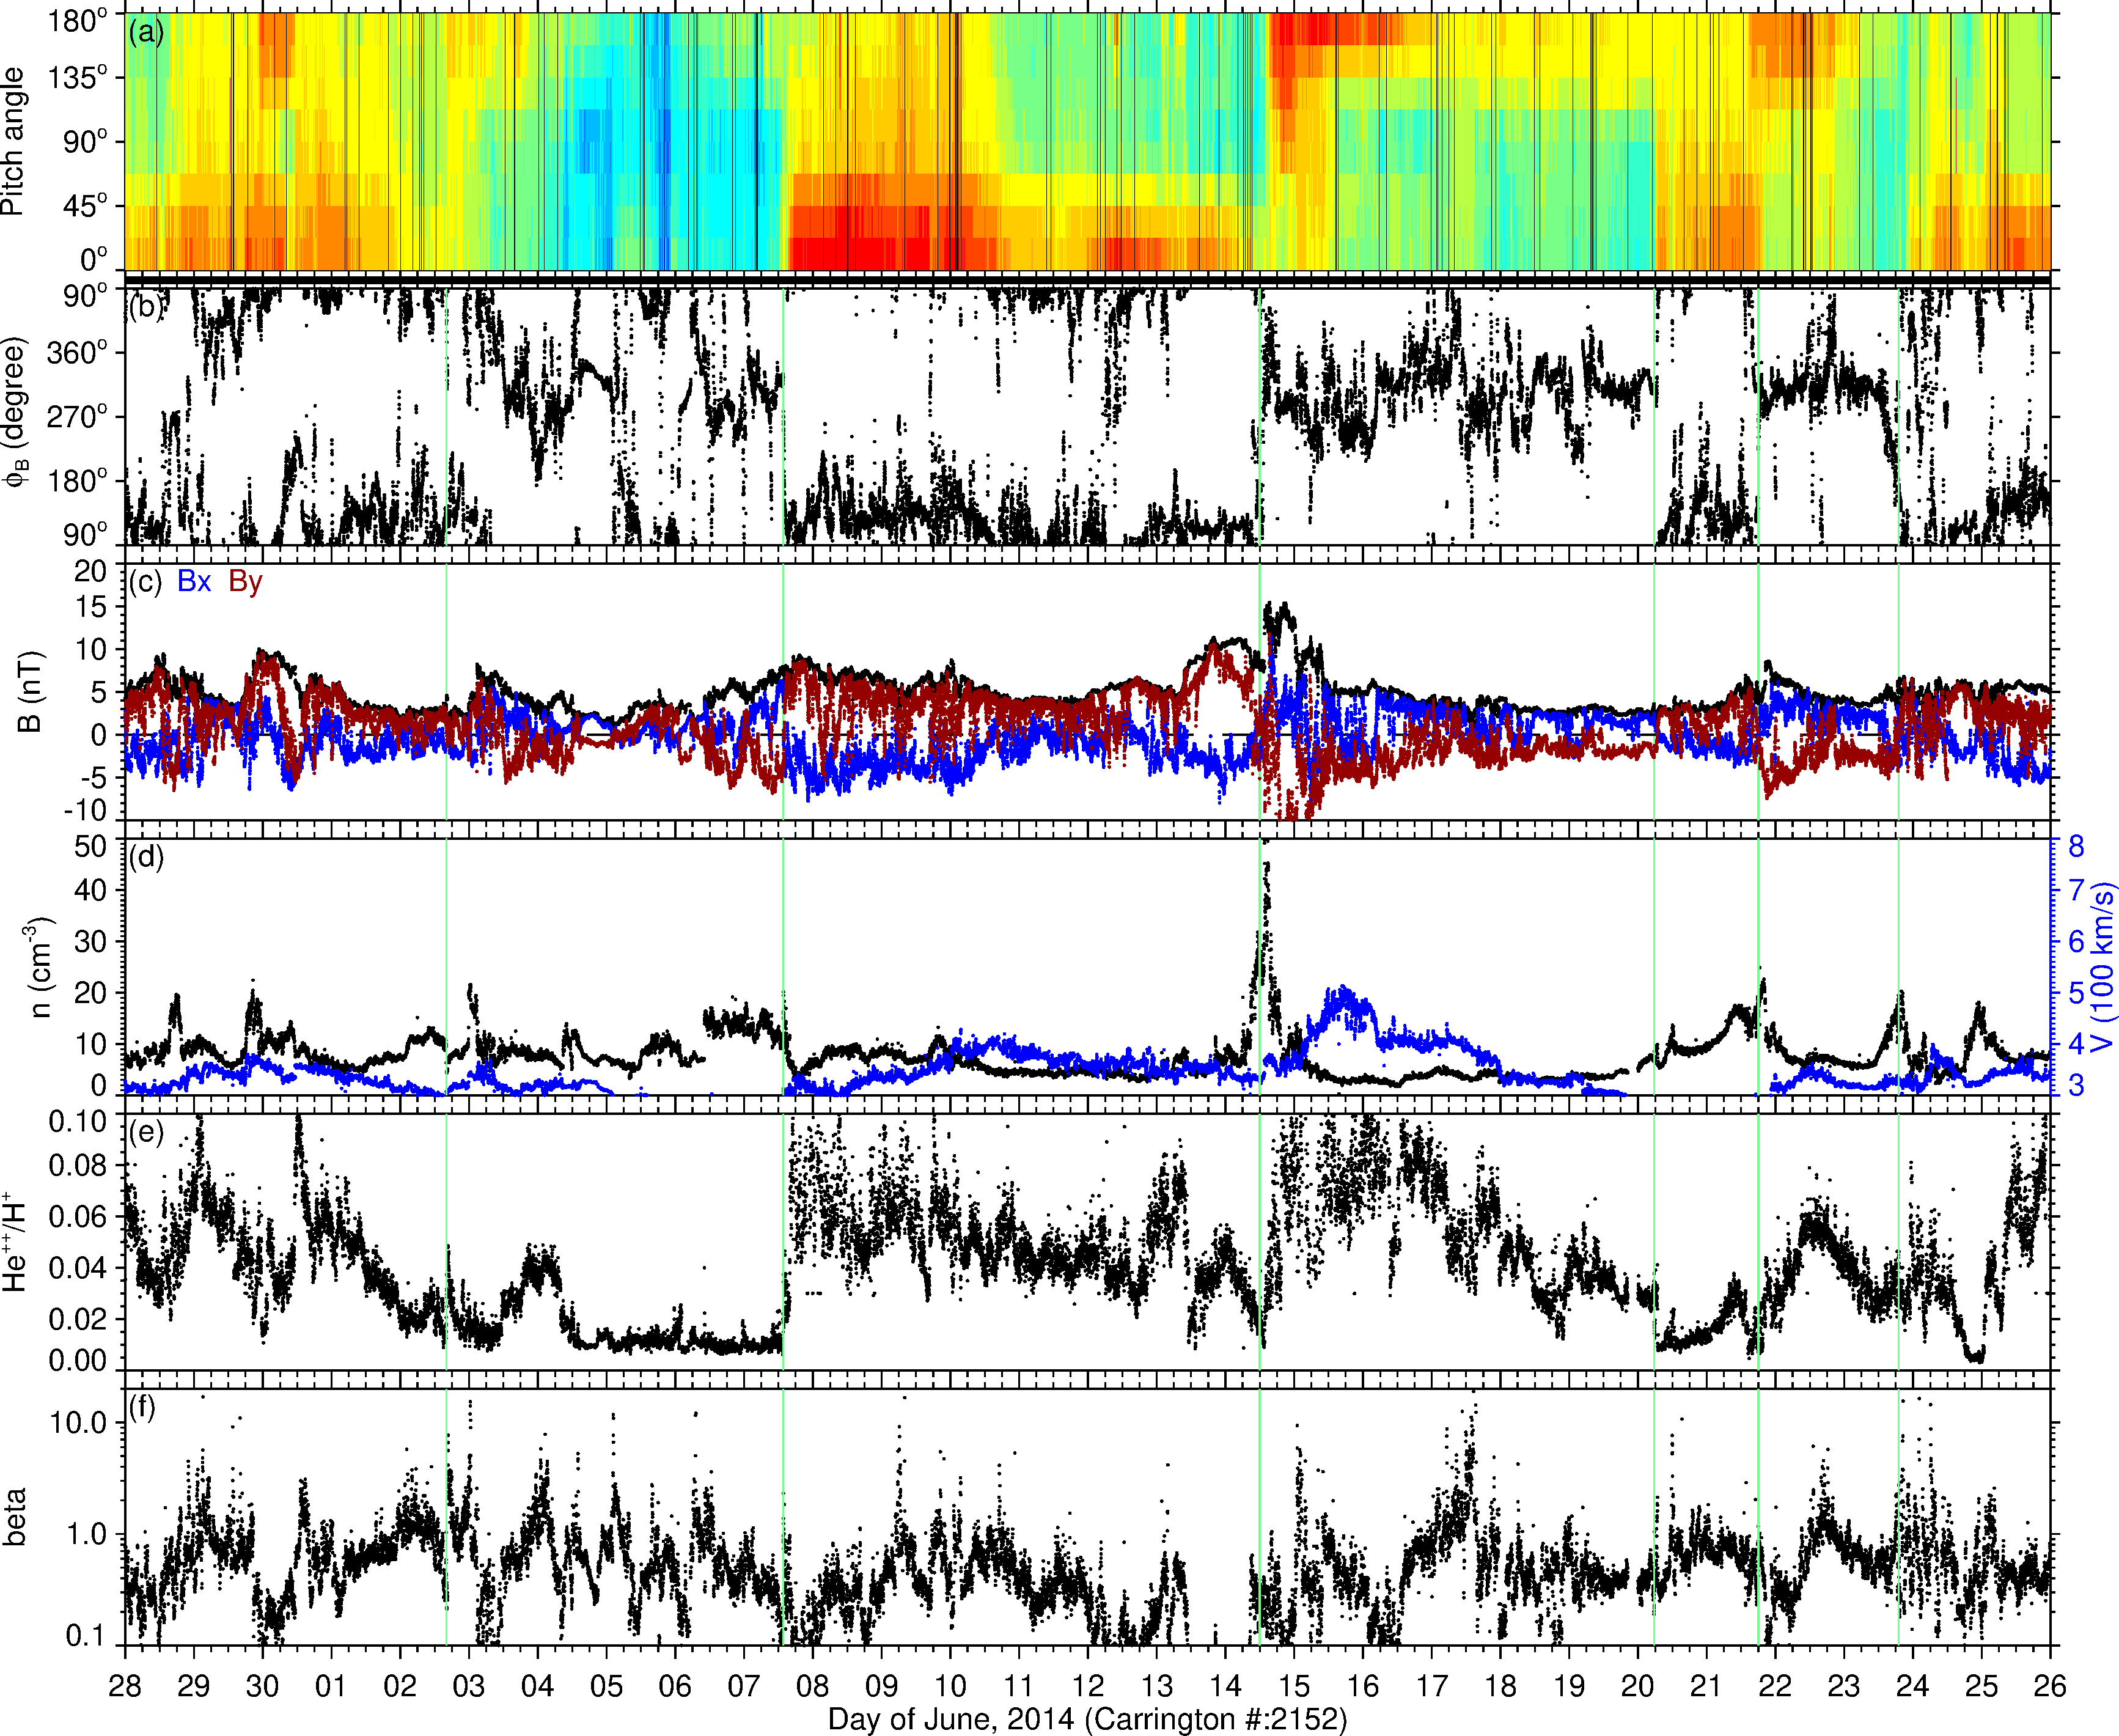 (a)
180°
135°
90°
45°
0°
Pitch angle
(b)
90°
360°
270°
180°
90°
ϕB (degree)
(c) Bx By
20
15
10
5
0
-5
-10
B (nT)
(d)
50
40
30
20
10
0
n (cm-3)
8
7
6
5
4
3
V (100 km/s)
(e)
0.10
0.08
0.06
0.04
0.02
0.00
He++/H+
(f)
10.0
1.0
0.1
beta
28 29 30 01 02 03 04 05 06 07 08 09 10 11 12 13 14 15 16 17 18 19 20 21 22 23 24 25 26
Day of June, 2014 (Carrington #:2152)